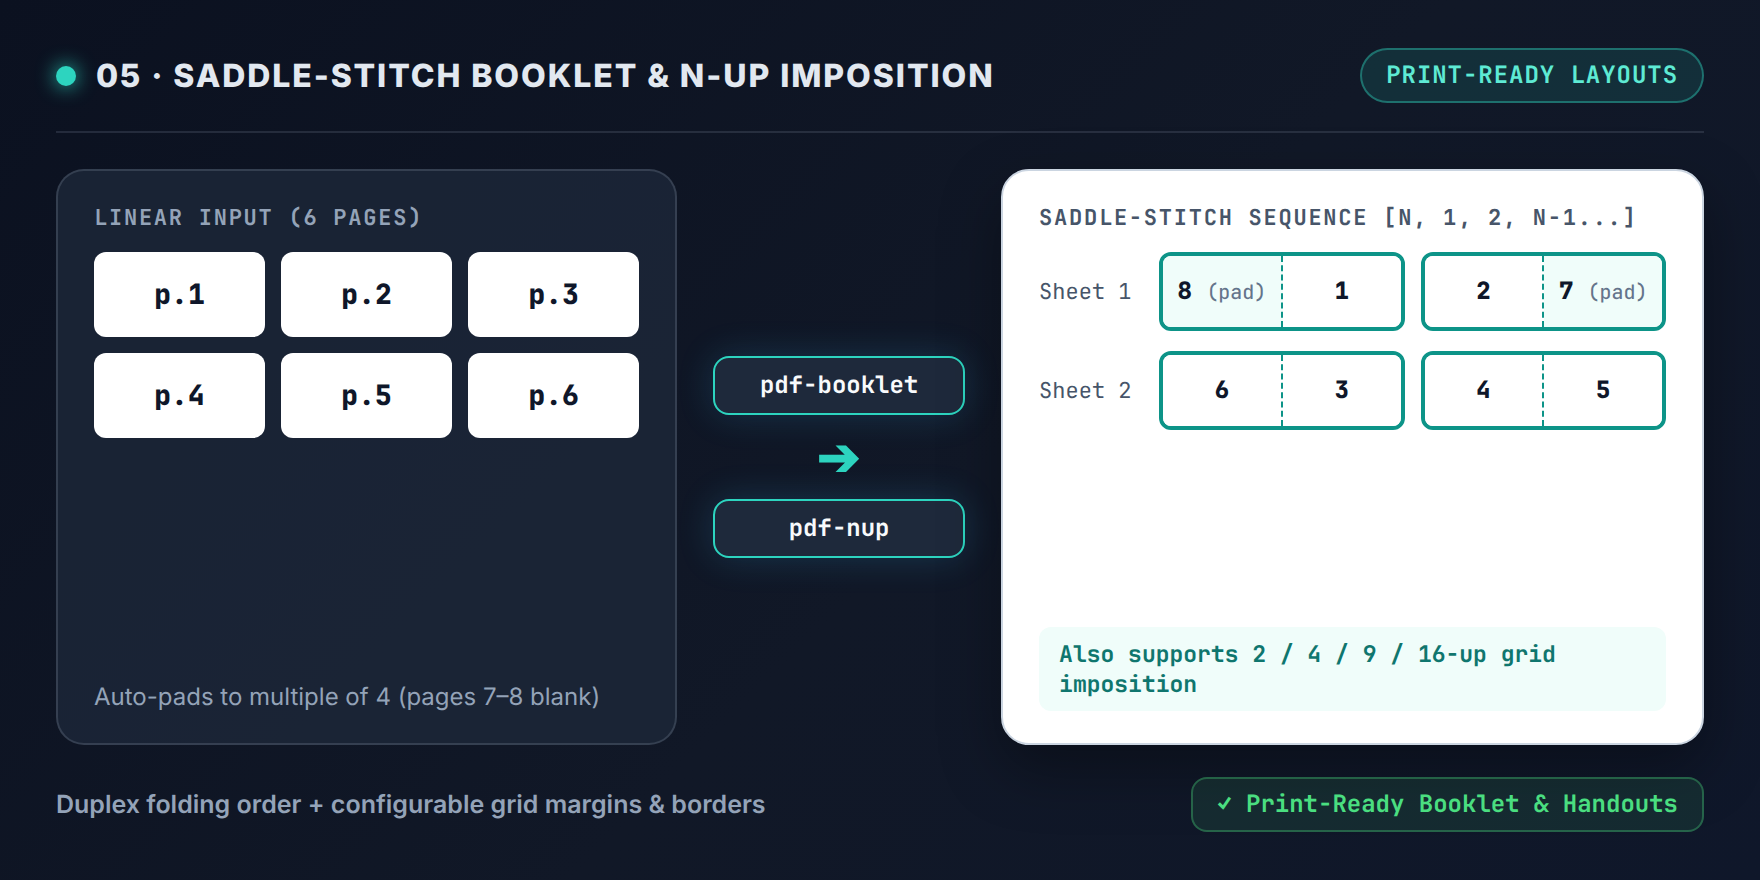 05 · SADDLE-STITCH BOOKLET & N-UP IMPOSITION
PRINT-READY LAYOUTS
LINEAR INPUT (6 PAGES)
p.1 p.2 p.3
p.4 p.5 p.6
Auto-pads to multiple of 4 (pages 7–8 blank)
pdf-booklet
➔
pdf-nup
SADDLE-STITCH SEQUENCE [N, 1, 2, N-1...]
Sheet 1 8 (pad) 1 2 7 (pad)
Sheet 2 6 3 4 5
Also supports 2 / 4 / 9 / 16-up grid
imposition
Duplex folding order + configurable grid margins & borders
✓ Print-Ready Booklet & Handouts